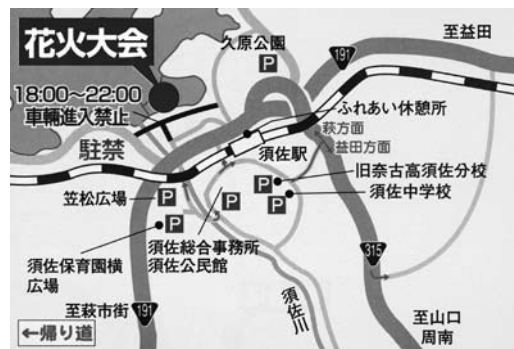 花火大会
久原公園
P
191
至益田
18:00〜22:00
車輛進入禁止
ふれあい休憩所
駐禁
須佐駅
萩方面
益田方面
旧奈古高須佐分校
須佐中学校
笠松広場
P
P
P
P
P
須佐総合事務所
須佐公民館
須佐保育園横
広場
315
須佐川
至萩市街
191
至山口
周南
←帰り道